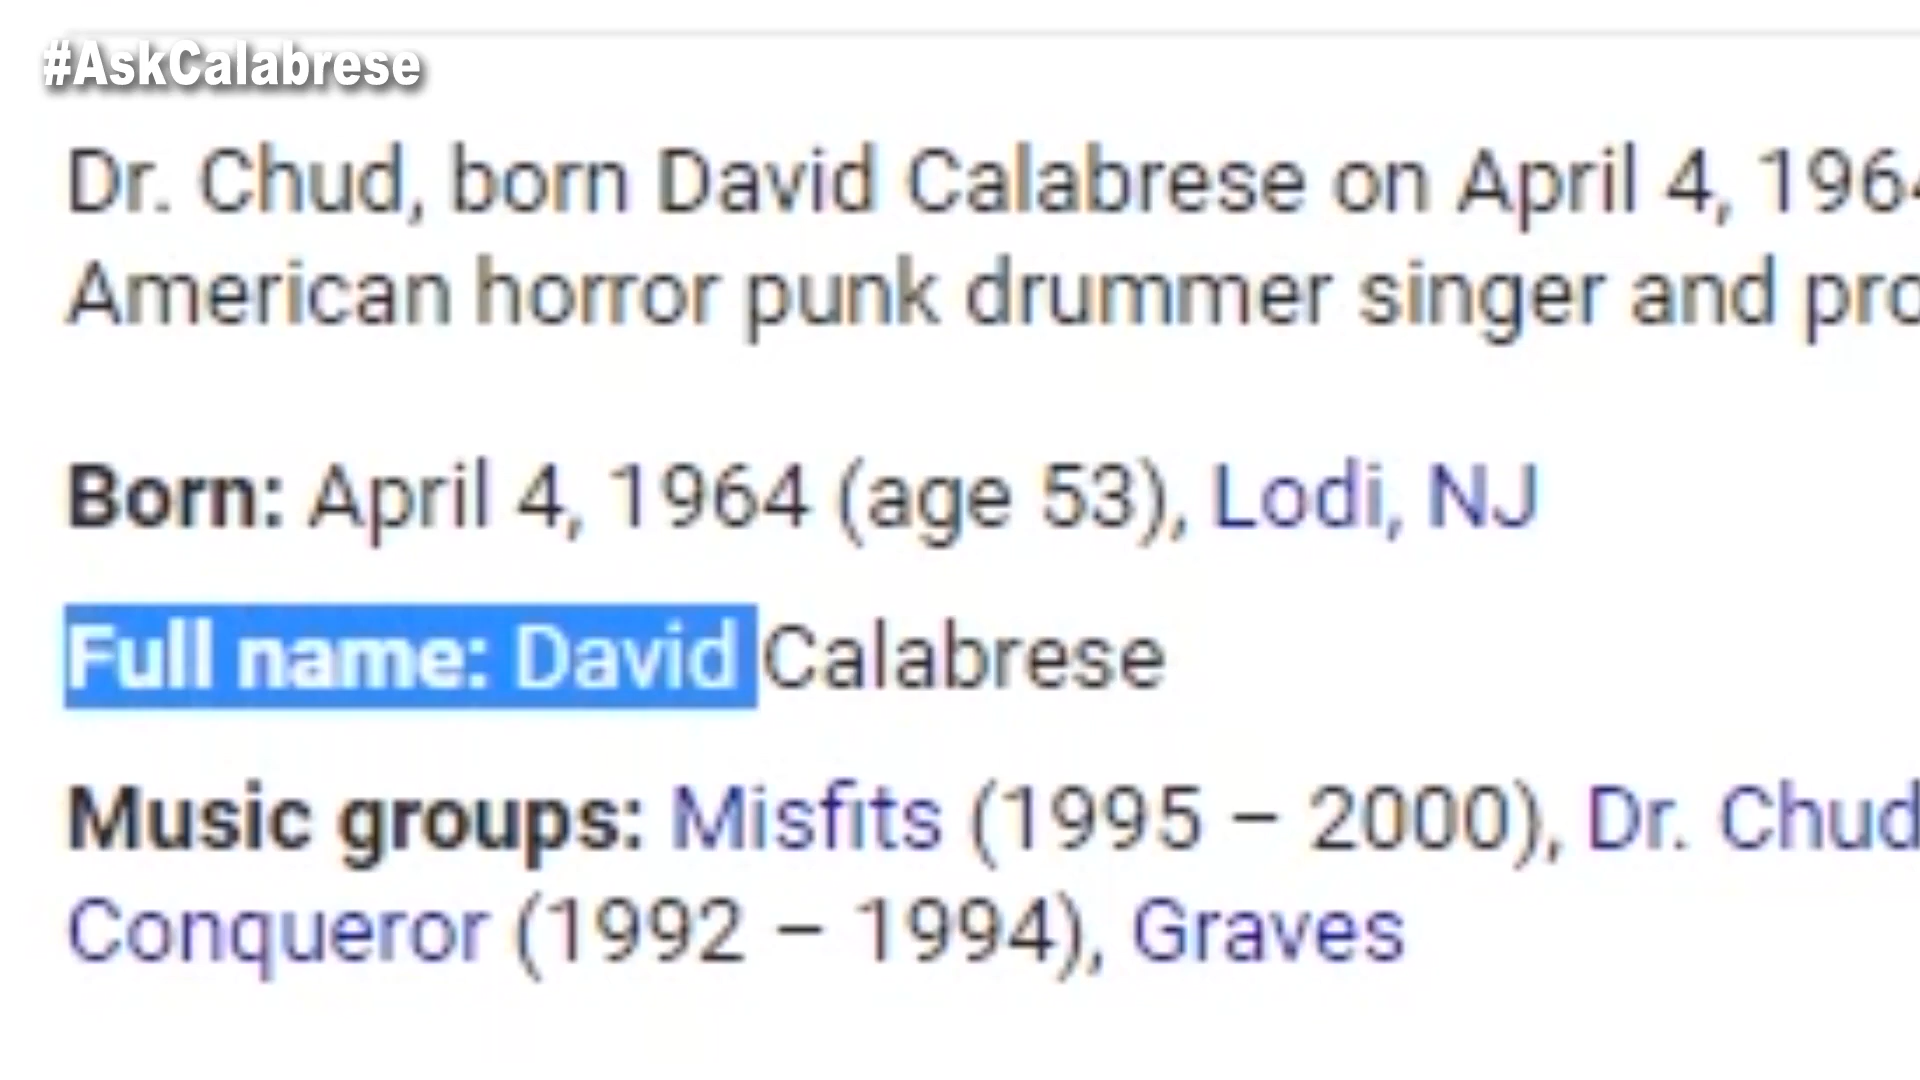 #AskCalabrese
Dr. Chud, born David Calabrese on April 4, 1964
American horror punk drummer singer and pro
Born: April 4, 1964 (age 53), Lodi, NJ
Full name: David Calabrese
Music groups: Misfits (1995 – 2000), Dr. Chud
Conqueror (1992 – 1994), Graves